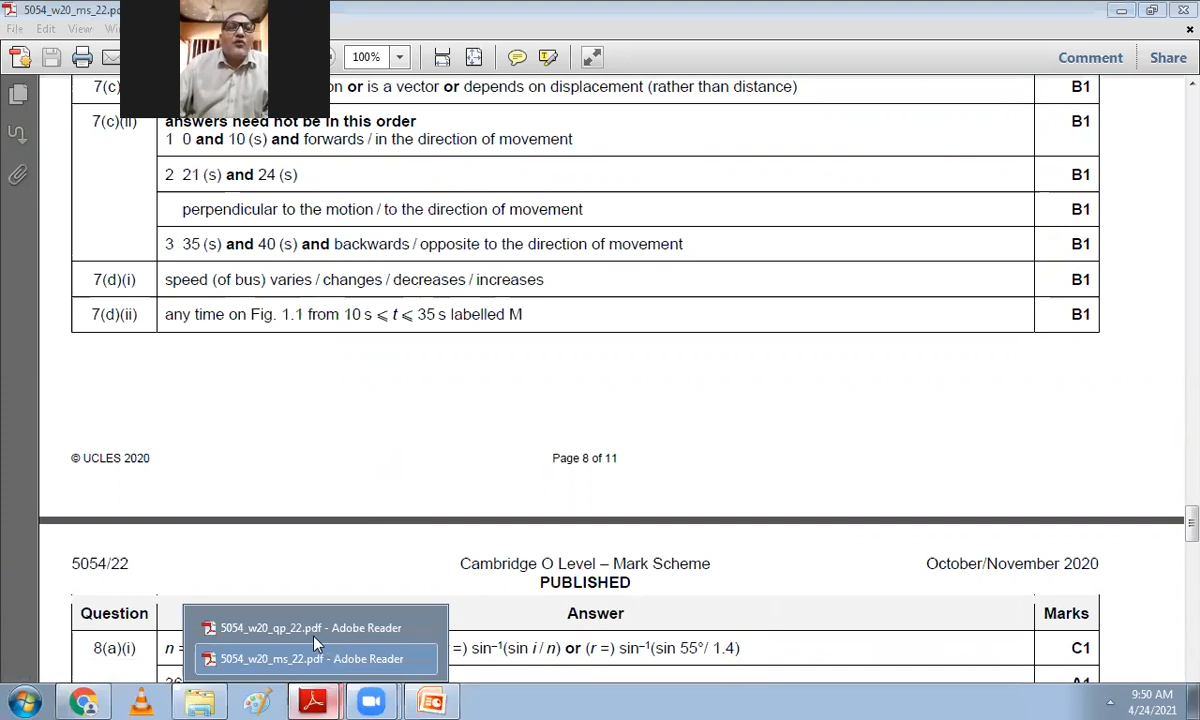 5054_w20_ms_22.p
File Edit View Wi
100%
Comment Share
7(c) on or is a vector or depends on displacement (rather than distance) B1
7(c)(ii) answers need not be in this order B1
1 0 and 10 (s) and forwards / in the direction of movement
2 21 (s) and 24 (s) B1
perpendicular to the motion / to the direction of movement B1
3 35 (s) and 40 (s) and backwards / opposite to the direction of movement B1
7(d)(i) speed (of bus) varies / changes / decreases / increases B1
7(d)(ii) any time on Fig. 1.1 from 10 s ⩽ t ⩽ 35 s labelled M B1
© UCLES 2020 Page 8 of 11
5054/22 Cambridge O Level – Mark Scheme October/November 2020
PUBLISHED
Question Answer Marks
8(a)(i) n = =) sin–1(sin i / n) or (r =) sin–1(sin 55°/ 1.4) C1
A1
5054_w20_qp_22.pdf - Adobe Reader
5054_w20_ms_22.pdf - Adobe Reader
9:50 AM
4/24/2021